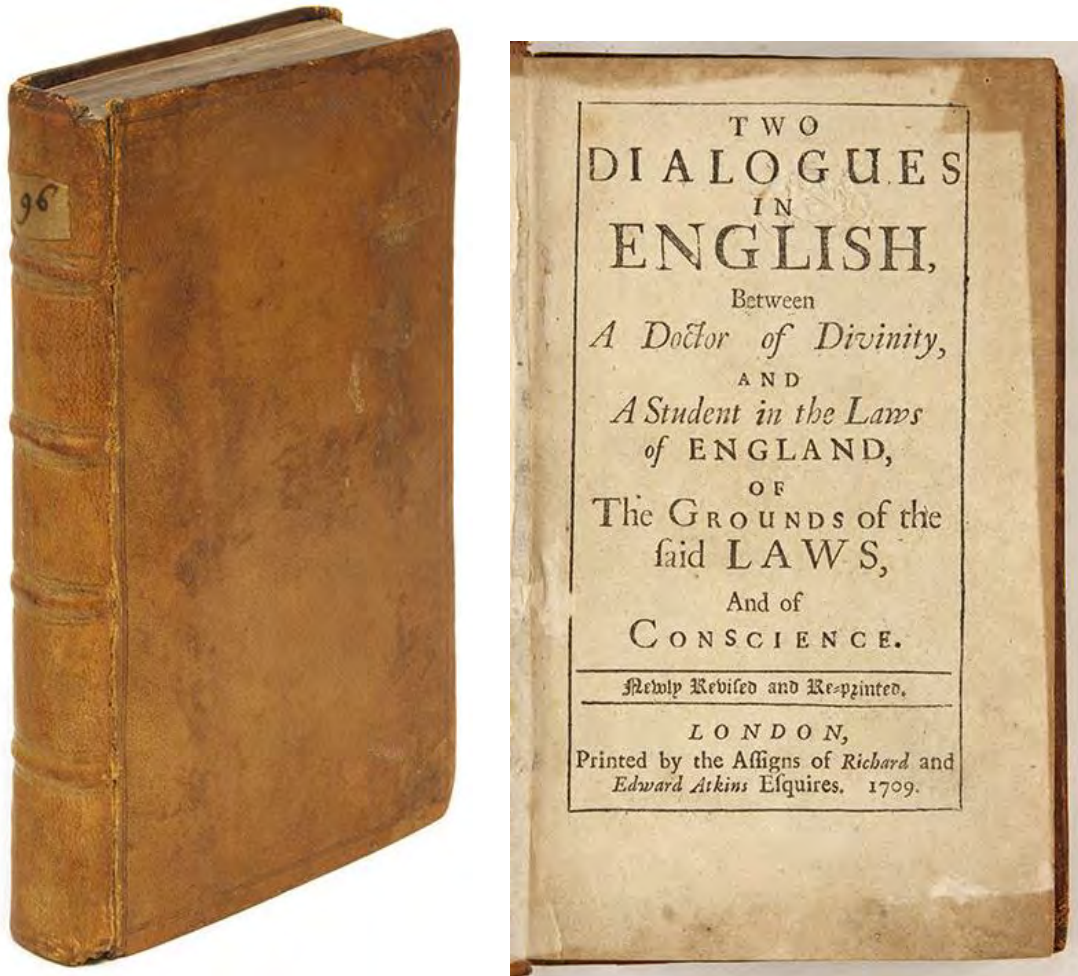 96
TWO
DIALOGUES
IN
ENGLISH,
Between
A Doctor of Divinity,
AND
A Student in the Laws
of ENGLAND,
OF
The GROUNDS of the
ſaid LAWS,
And of
CONSCIENCE.
Newly Reviſed and Re-printed.
LONDON,
Printed by the Aſſigns of Richard and
Edward Atkins Eſquires. 1709.